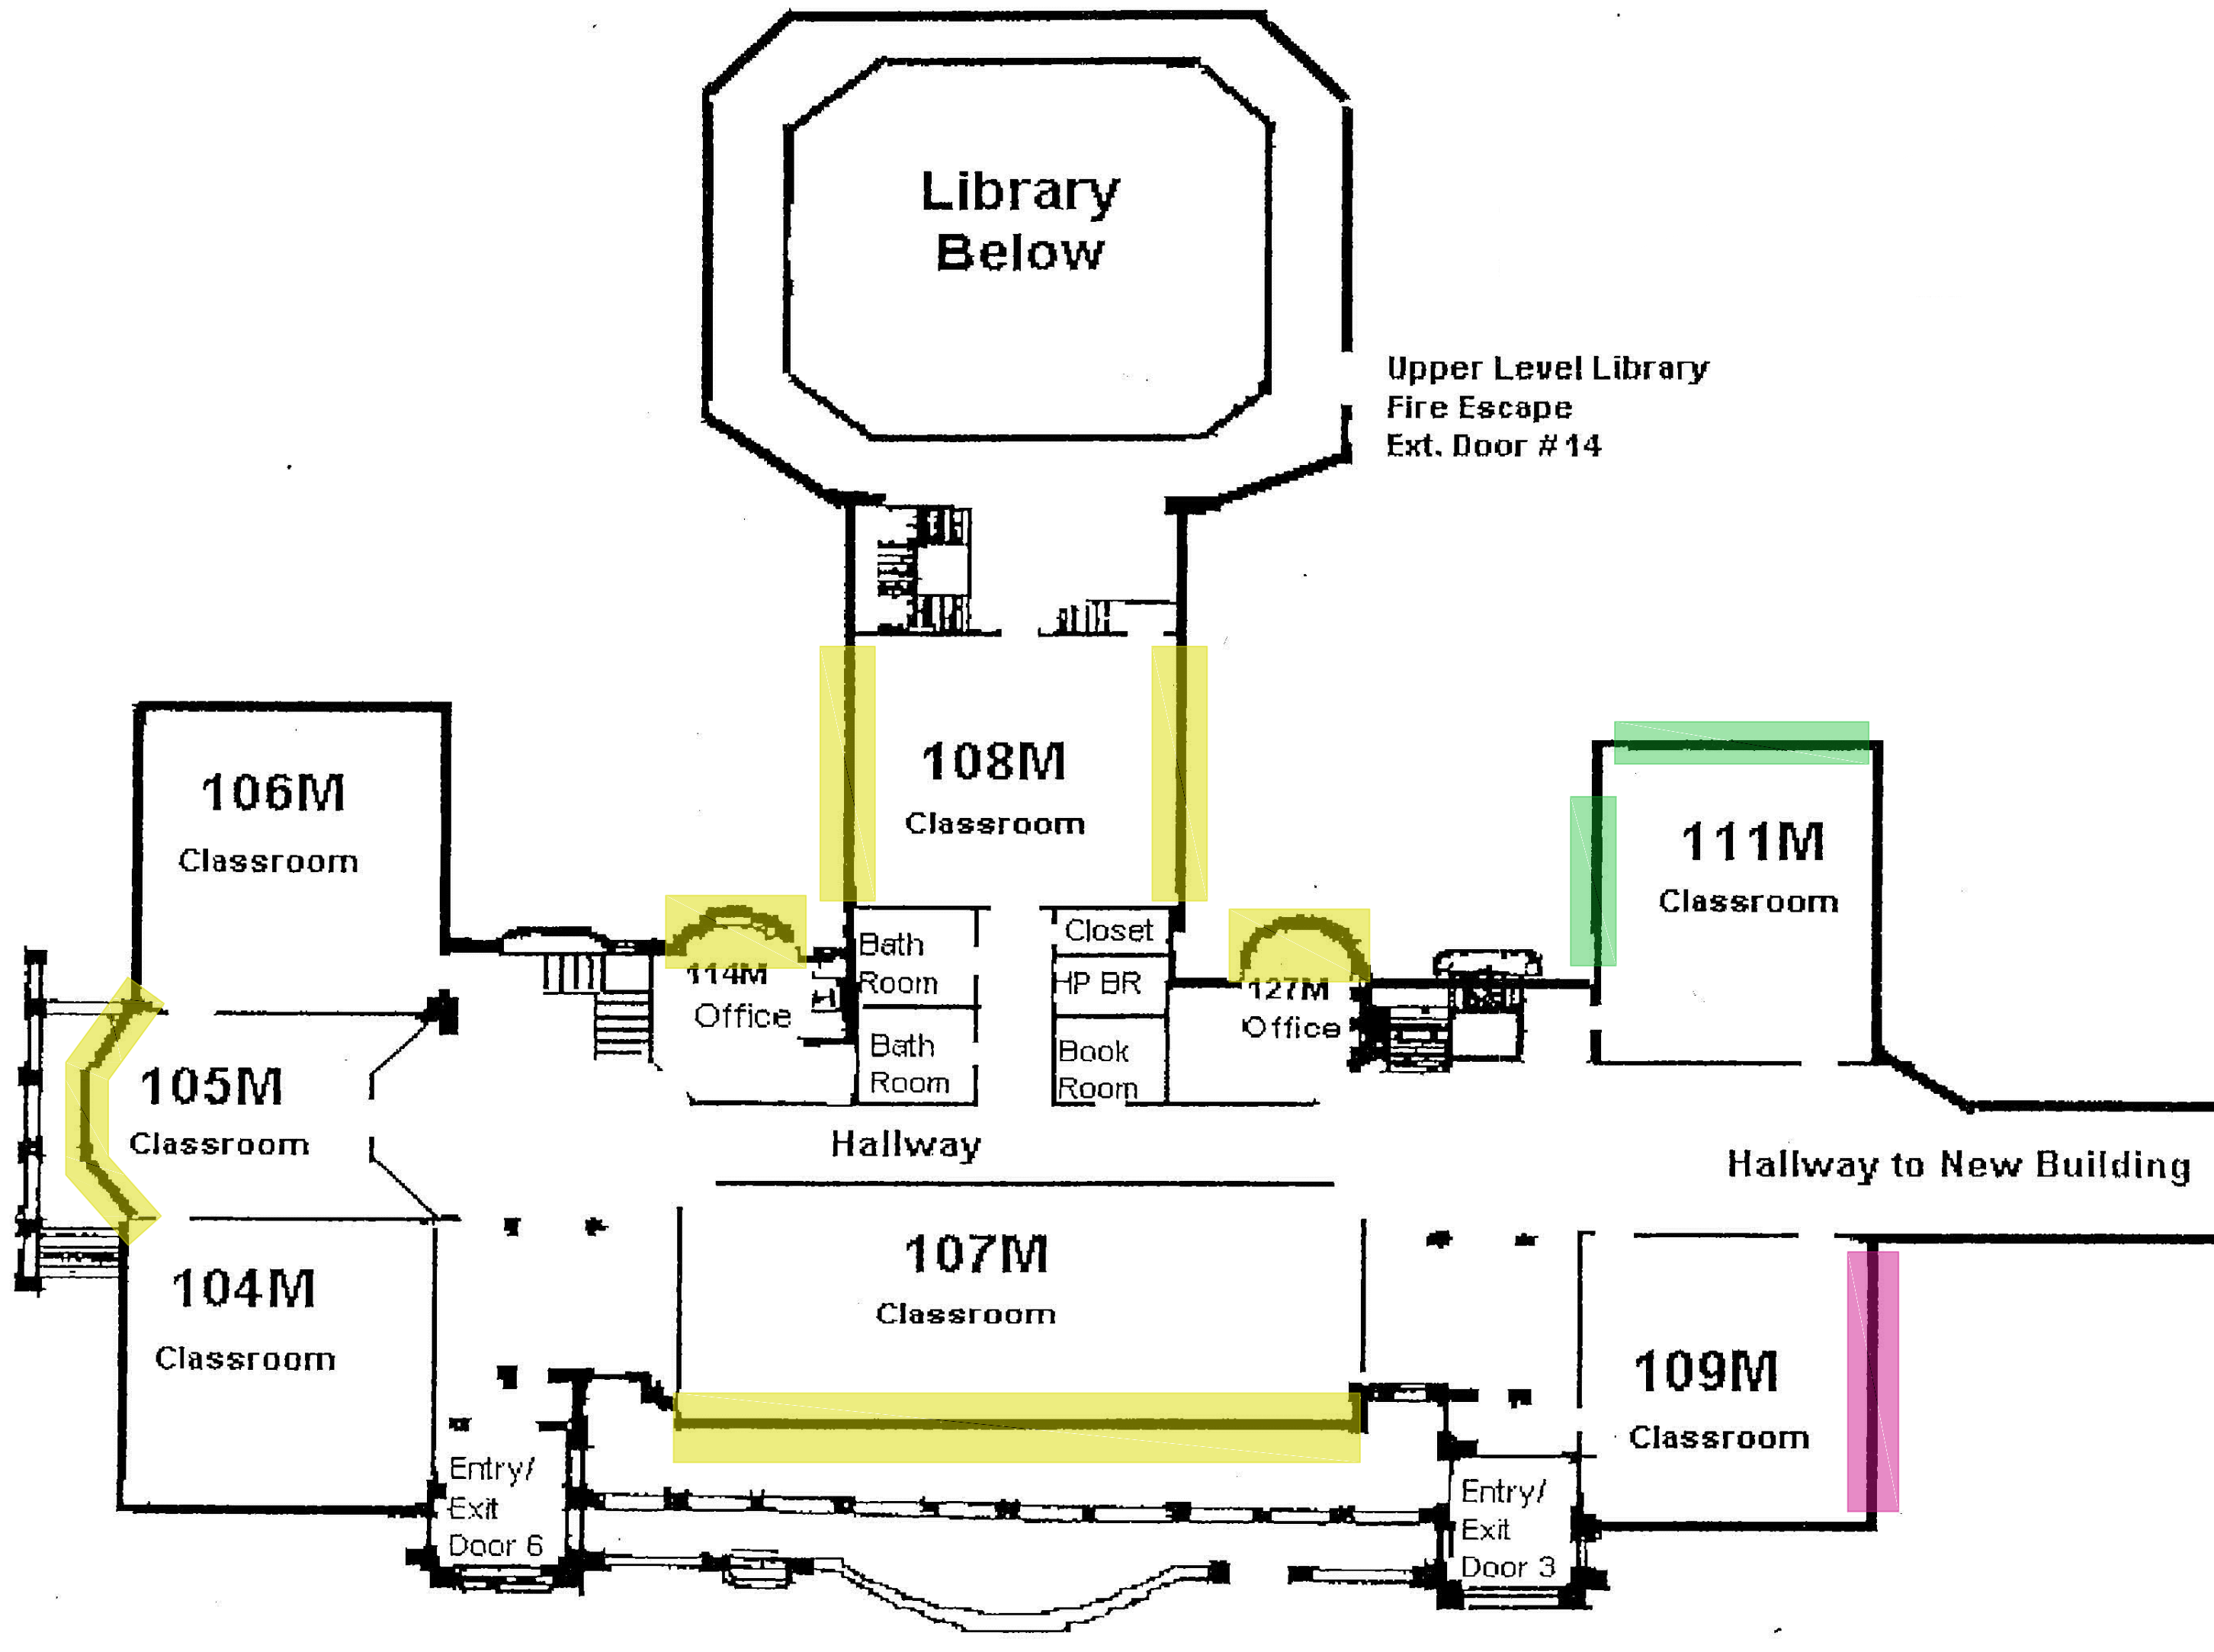 Library
Below
Upper Level Library
Fire Escape
Ext. Door # 14
106M
Classroom
108M
Classroom
111M
Classroom
Bath
Room
Closet
HP BR
114M
Office
127M
Office
Bath
Room
Book
Room
105M
Classroom
Hallway
Hallway to New Building
104M
Classroom
107M
Classroom
109M
Classroom
Entry/
Exit
Door 6
Entry/
Exit
Door 3